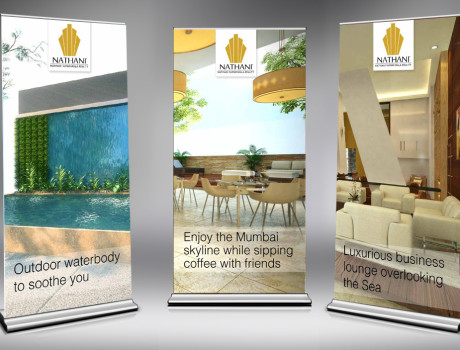 NATHANI
Outdoor waterbody
to soothe you
NATHANI
Enjoy the Mumbai
skyline while sipping
coffee with friends
NATHANI
Luxurious business
lounge overlooking
the Sea